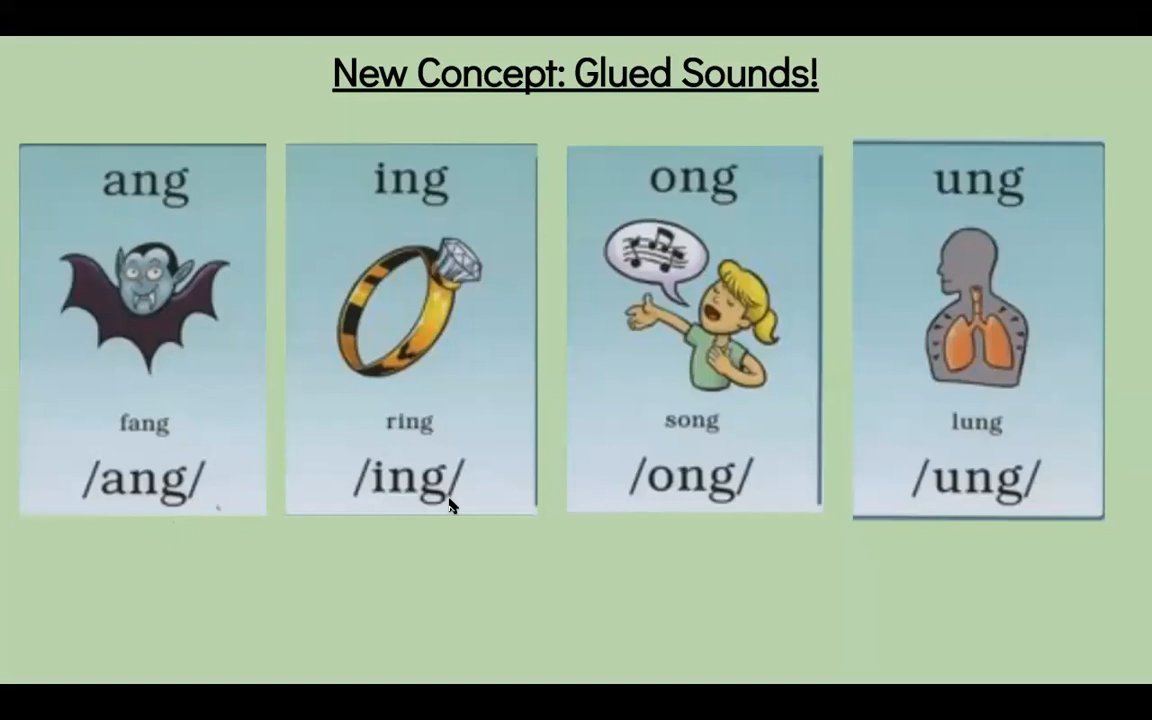 New Concept: Glued Sounds!
ang
fang
/ang/
ing
ring
/ing/
ong
song
/ong/
ung
lung
/ung/